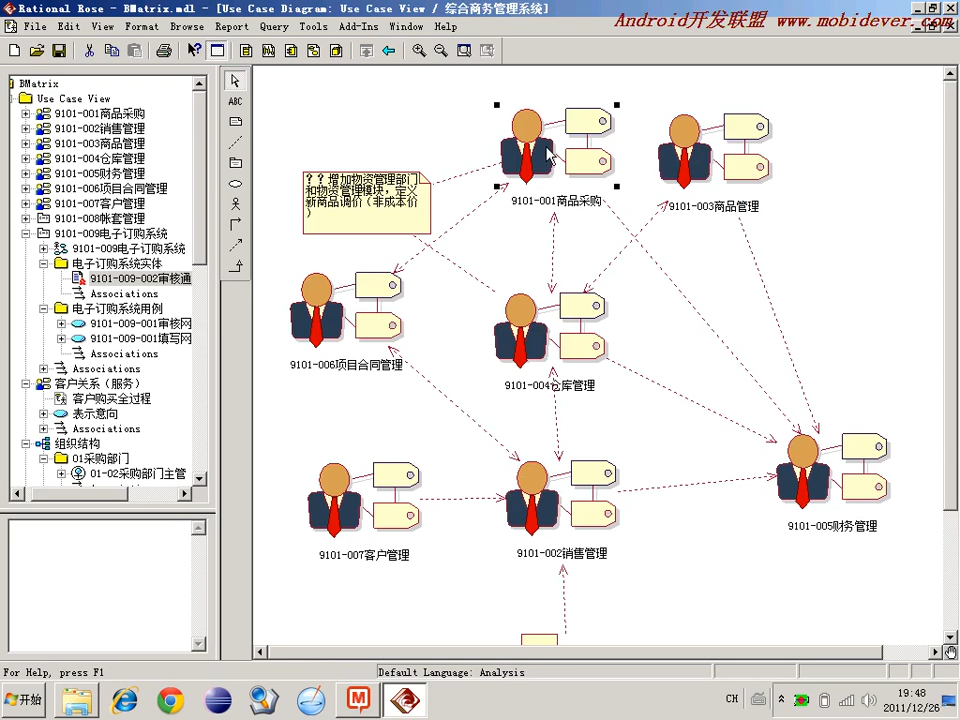 Rational Rose - BMatrix.mdl - [Use Case Diagram: Use Case View / 综合商务管理系统]
Android开发联盟 www.mobidever.com
File Edit View Format Browse Report Query Tools Add-Ins Window Help
BMatrix
Use Case View
9101-001商品采购
9101-002销售管理
9101-003商品管理
9101-004仓库管理
9101-005财务管理
9101-006项目合同管理
9101-007客户管理
9101-008帐套管理
9101-009电子订购系统
9101-009电子订购系统
电子订购系统实体
9101-009-002审核通
Associations
电子订购系统用例
9101-009-001审核网
9101-009-001填写网
Associations
Associations
客户关系（服务）
客户购买全过程
表示意向
Associations
组织结构
01采购部门
01-02采购部门主管
ABC
？？增加物资管理部门
和物资管理模块，定义
新商品调价（非成本价
）
9101-001商品采购
9101-003商品管理
9101-006项目合同管理
9101-004仓库管理
9101-005财务管理
9101-007客户管理
9101-002销售管理
For Help, press F1
Default Language: Analysis
开始
CH
19:48
2011/12/26